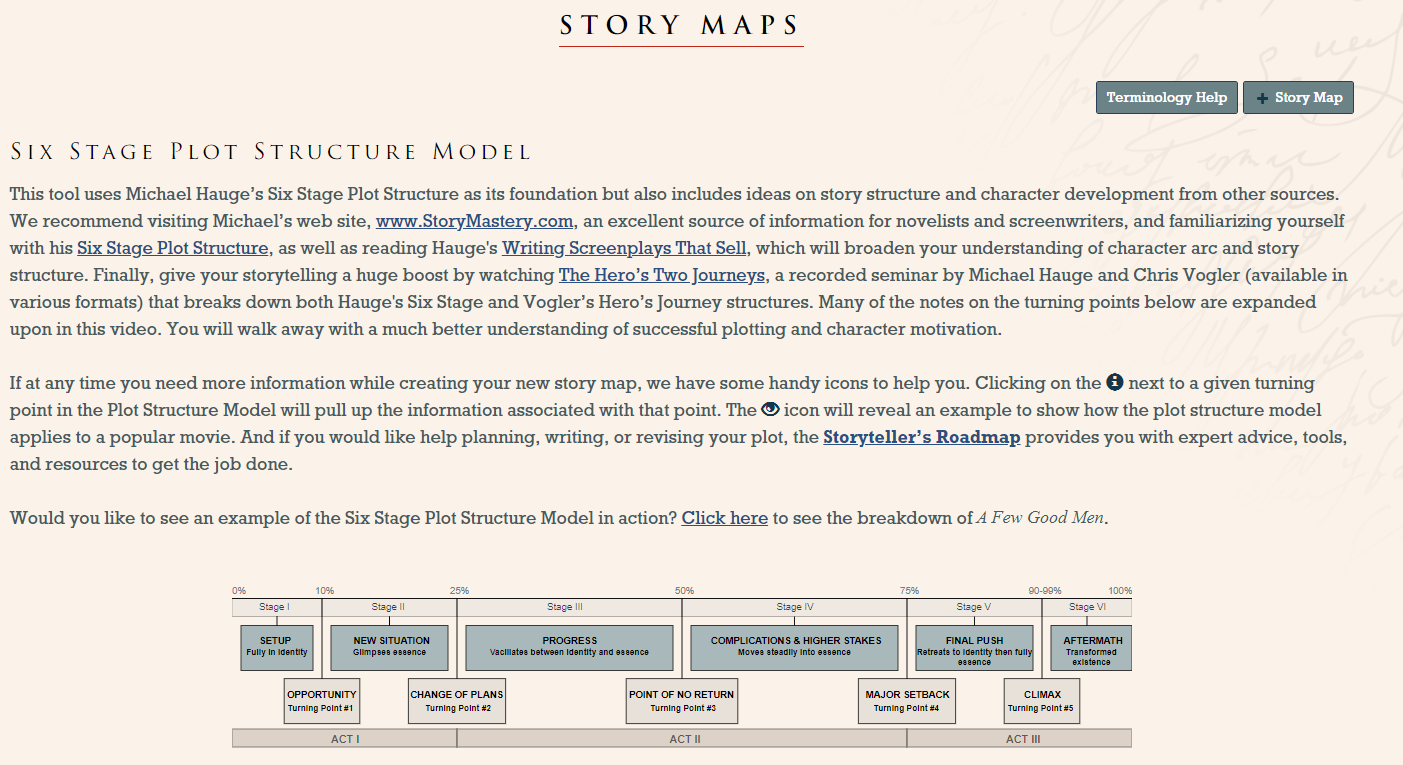 STORY MAPS
Terminology Help
+ Story Map
Six Stage Plot Structure Model
This tool uses Michael Hauge's Six Stage Plot Structure as its foundation but also includes ideas on story structure and character development from other sources.
We recommend visiting Michael's web site, www.StoryMastery.com, an excellent source of information for novelists and screenwriters, and familiarizing yourself
with his Six Stage Plot Structure, as well as reading Hauge's Writing Screenplays That Sell, which will broaden your understanding of character arc and story
structure. Finally, give your storytelling a huge boost by watching The Hero's Two Journeys, a recorded seminar by Michael Hauge and Chris Vogler (available in
various formats) that breaks down both Hauge's Six Stage and Vogler's Hero's Journey structures. Many of the notes on the turning points below are expanded
upon in this video. You will walk away with a much better understanding of successful plotting and character motivation.
If at any time you need more information while creating your new story map, we have some handy icons to help you. Clicking on the next to a given turning
point in the Plot Structure Model will pull up the information associated with that point. The icon will reveal an example to show how the plot structure model
applies to a popular movie. And if you would like help planning, writing, or revising your plot, the Storyteller's Roadmap provides you with expert advice, tools,
and resources to get the job done.
Would you like to see an example of the Six Stage Plot Structure Model in action? Click here to see the breakdown of A Few Good Men.
0% 10% 25% 50% 75% 90-99% 100%
Stage I Stage II Stage III Stage IV Stage V Stage VI
SETUP
Fully in identity
NEW SITUATION
Glimpses essence
PROGRESS
Vacillates between identity and essence
COMPLICATIONS & HIGHER STAKES
Moves steadily into essence
FINAL PUSH
Retreats to identity then fully
essence
AFTERMATH
Transformed
existence
OPPORTUNITY
Turning Point #1
CHANGE OF PLANS
Turning Point #2
POINT OF NO RETURN
Turning Point #3
MAJOR SETBACK
Turning Point #4
CLIMAX
Turning Point #5
ACT I ACT II ACT III